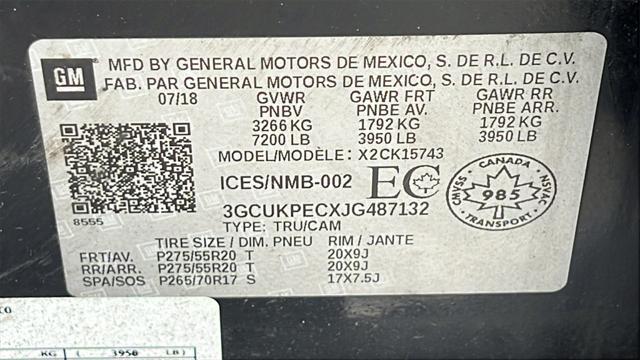 GM
MFD BY GENERAL MOTORS DE MEXICO, S. DE R.L. DE C.V.
FAB. PAR GENERAL MOTORS DE MEXICO, S. DE R.L. DE C.V.
07/18 GVWR GAWR FRT GAWR RR
PNBV PNBE AV. PNBE ARR.
3266 KG 1792 KG 1792 KG
7200 LB 3950 LB 3950 LB
MODEL/MODÈLE: X2CK15743
ICES/NMB-002 EC
CANADA
CMVSS 985 NSVAC
TRANSPORT
3GCUKPECXJG487132
8555
TYPE: TRU/CAM
TIRE SIZE / DIM. PNEU RIM / JANTE
FRT/AV. P275/55R20 T 20X9J
RR/ARR. P275/55R20 T 20X9J
SPA/SOS P265/70R17 S 17X7.5J
CO
KG ( 3950 LB)